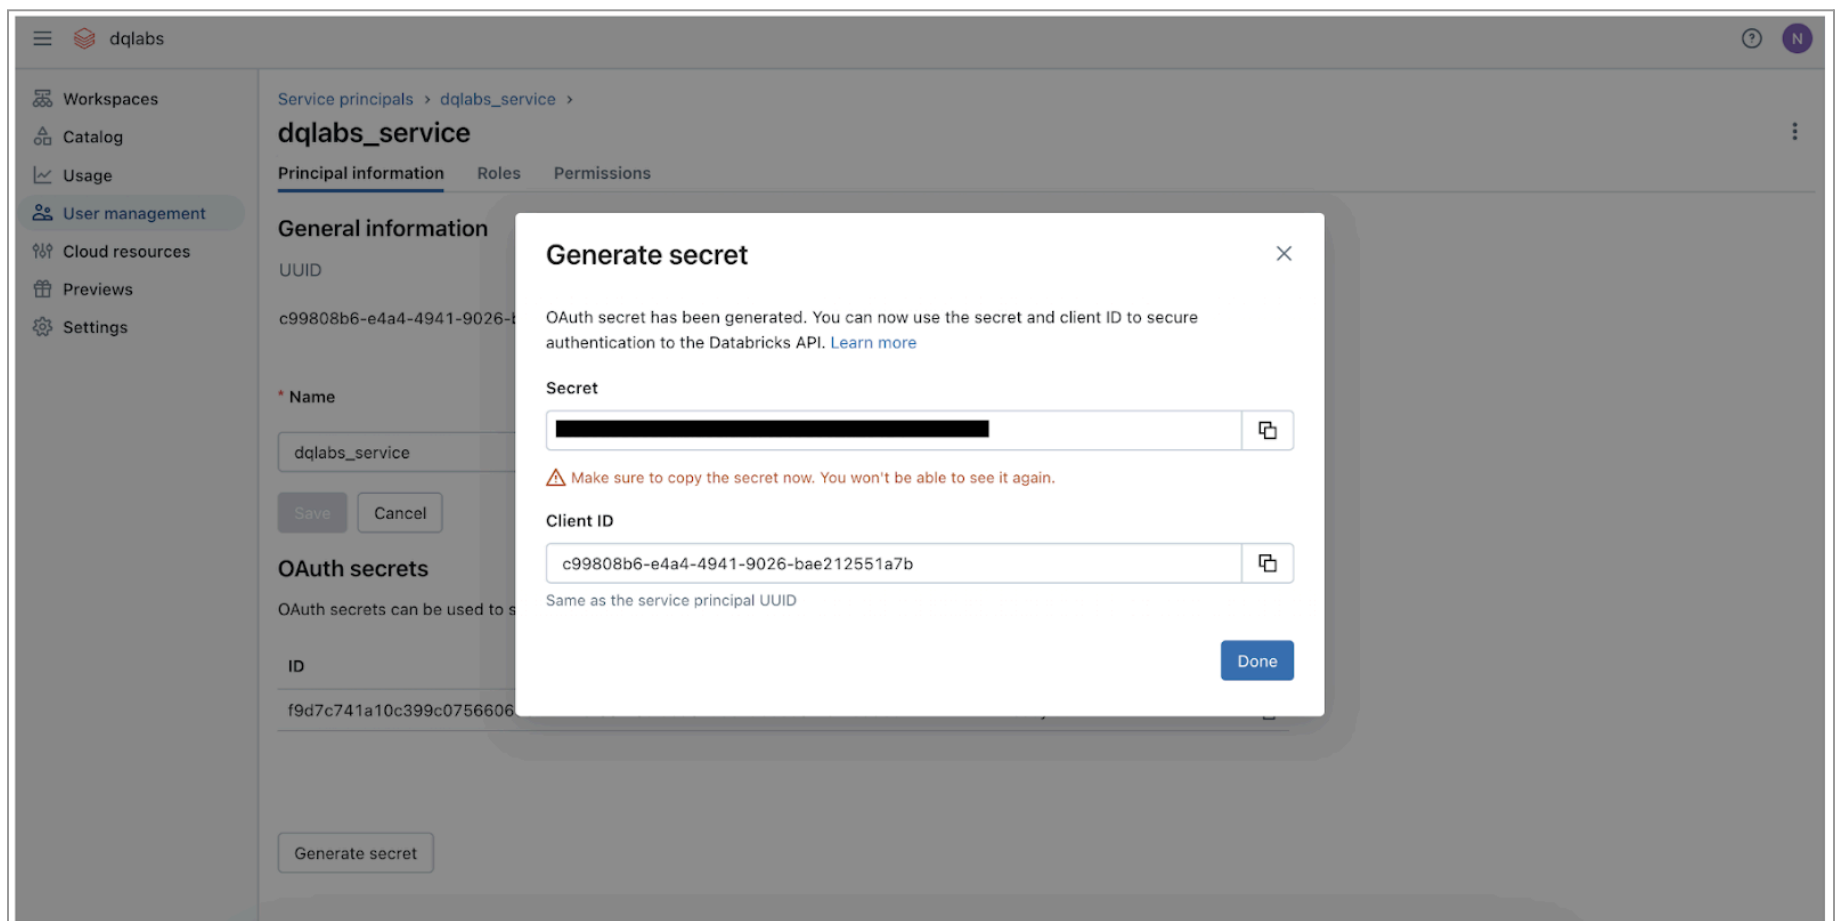 dqlabs
N
Workspaces
Catalog
Usage
User management
Cloud resources
Previews
Settings
Service principals › dqlabs_service ›
dqlabs_service
Principal information Roles Permissions
General information
UUID
c99808b6-e4a4-4941-9026-
* Name
dqlabs_service
Save Cancel
OAuth secrets
OAuth secrets can be used to s
ID
f9d7c741a10c399c0756606
Generate secret
Generate secret
OAuth secret has been generated. You can now use the secret and client ID to secure
authentication to the Databricks API. Learn more
Secret
Make sure to copy the secret now. You won't be able to see it again.
Client ID
c99808b6-e4a4-4941-9026-bae212551a7b
Same as the service principal UUID
Done